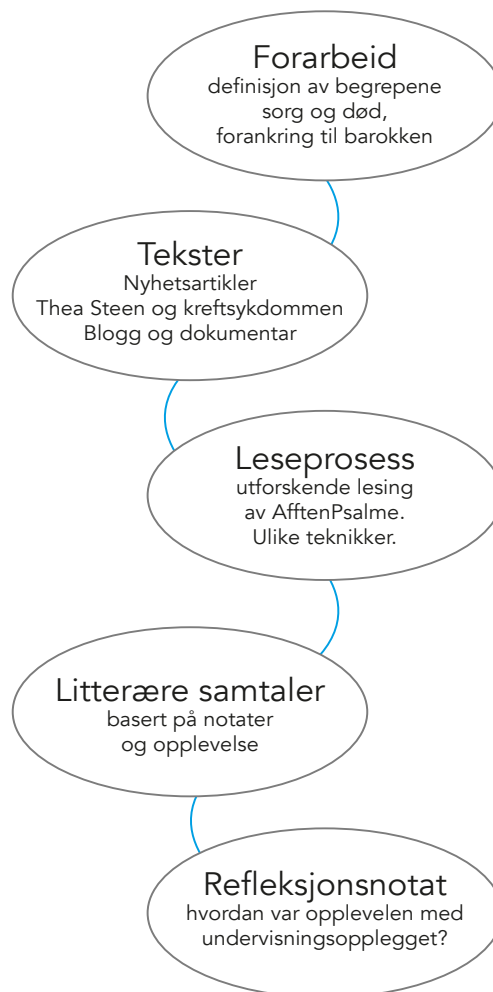 Forarbeid
definisjon av begrepene
sorg og død,
forankring til barokken
Tekster
Nyhetsartikler
Thea Steen og kreftsykdommen
Blogg og dokumentar
Leseprosess
utforskende lesing
av AfftenPsalme.
Ulike teknikker.
Litterære samtaler
basert på notater
og opplevelse
Refleksjonsnotat
hvordan var opplevelen med
undervisningsopplegget?